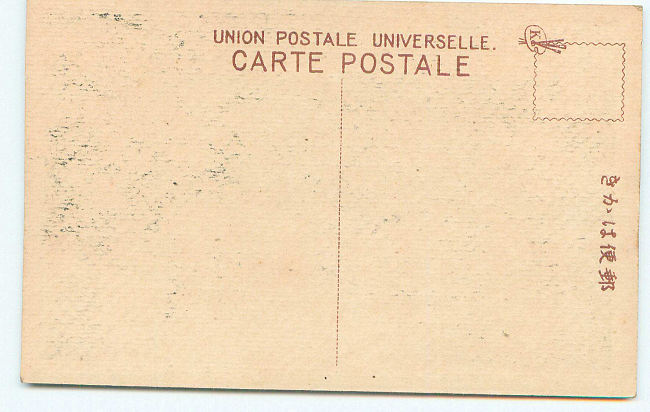 UNION POSTALE UNIVERSELLE.
CARTE POSTALE
K
郵便はかき